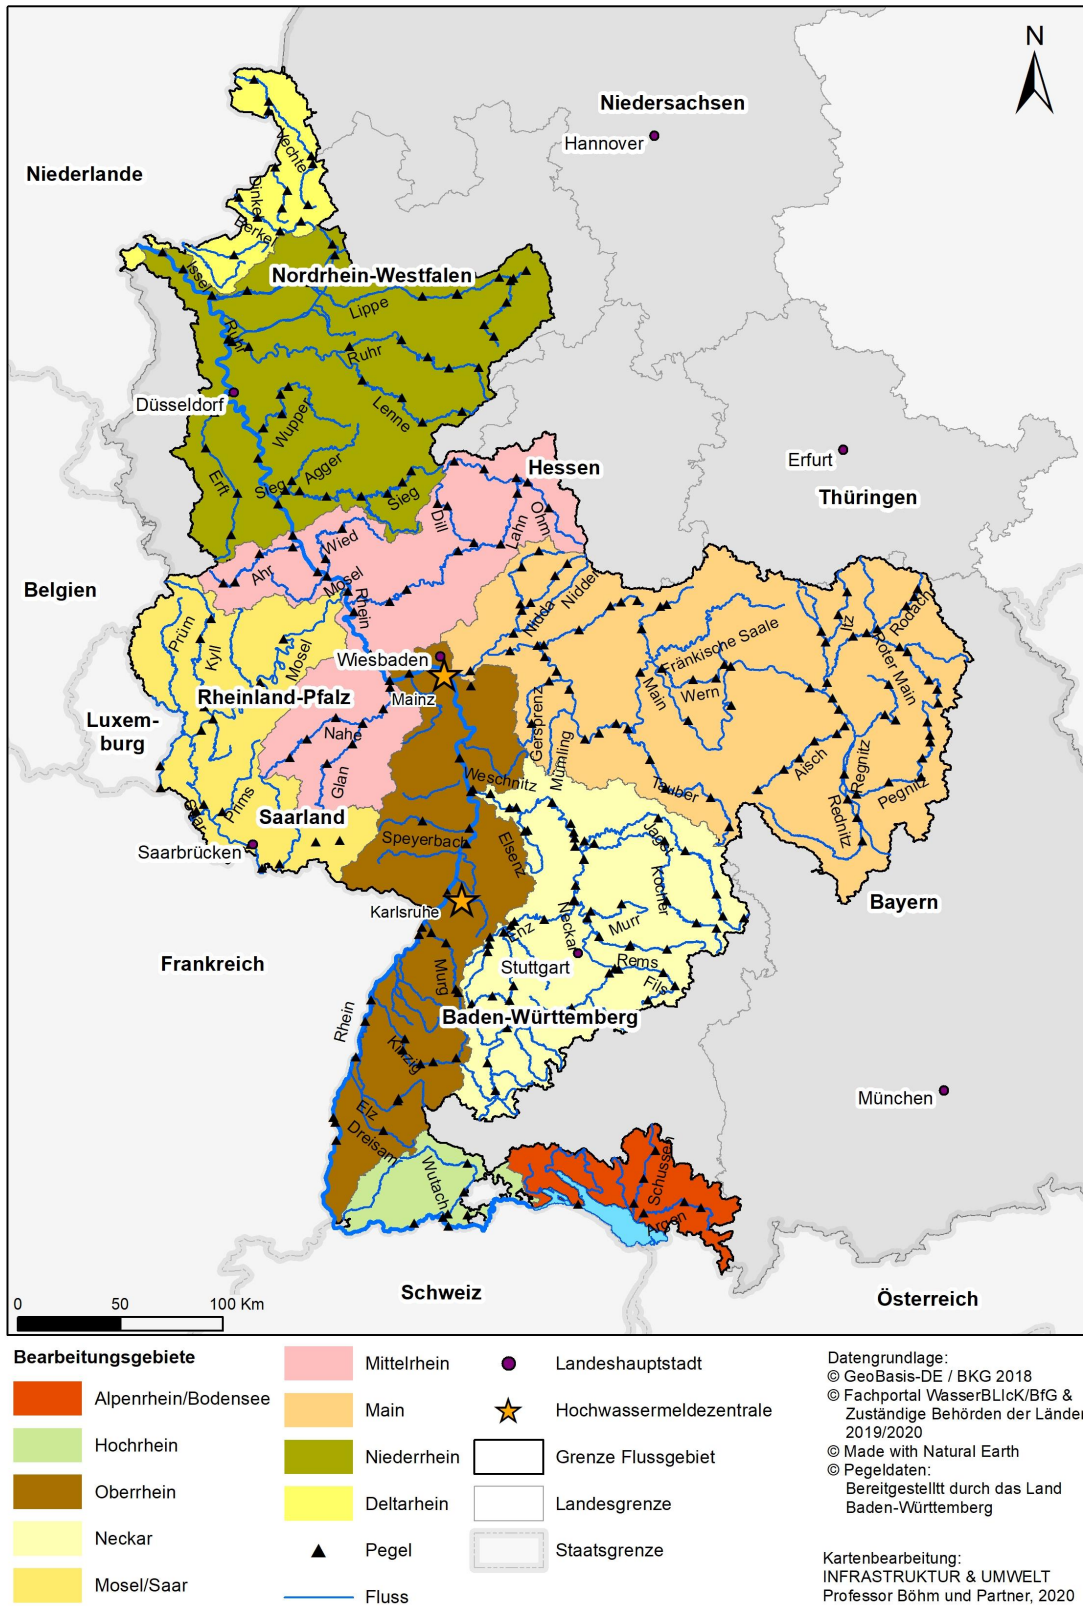 N
Niedersachsen
Hannover
Niederlande
Vechte
Dinkel
Berkel
Issel
Nordrhein-Westfalen
Lippe
Ruhr
Ruhr
Düsseldorf
Lenne
Wupper
Erfurt
Hessen
Thüringen
Erft
Sieg
Agger
Sieg
Dill
Lahn
Ohm
Wied
Ahr
Mosel
Rhein
Belgien
Nidda
Nidder
Itz
Rodach
Roter Main
Prüm
Kyll
Mosel
Wiesbaden
Fränkische Saale
Main
Wern
Rheinland-Pfalz
Mainz
Luxem-
burg
Nahe
Gersprenz
Mümling
Glan
Weschnitz
Aisch
Regnitz
Pegnitz
Tauber
Rednitz
Saar
Prims
Saarland
Saarbrücken
Speyerbach
Elsenz
Jagst
Kocher
Bayern
Karlsruhe
Enz
Neckar
Murr
Frankreich
Stuttgart
Rems
Murg
Fils
Rhein
Baden-Württemberg
Kinzig
München
Elz
Dreisam
Wutach
Schussen
Argen
Schweiz
Österreich
0 50 100 Km
Bearbeitungsgebiete
Alpenrhein/Bodensee
Hochrhein
Oberrhein
Neckar
Mosel/Saar
Mittelrhein
Main
Niederrhein
Deltarhein
Pegel
Fluss
Landeshauptstadt
Hochwassermeldezentrale
Grenze Flussgebiet
Landesgrenze
Staatsgrenze
Datengrundlage:
© GeoBasis-DE / BKG 2018
© Fachportal WasserBLIcK/BfG &
Zuständige Behörden der Länder
2019/2020
© Made with Natural Earth
© Pegeldaten:
Bereitgestelltt durch das Land
Baden-Württemberg
Kartenbearbeitung:
INFRASTRUKTUR & UMWELT
Professor Böhm und Partner, 2020